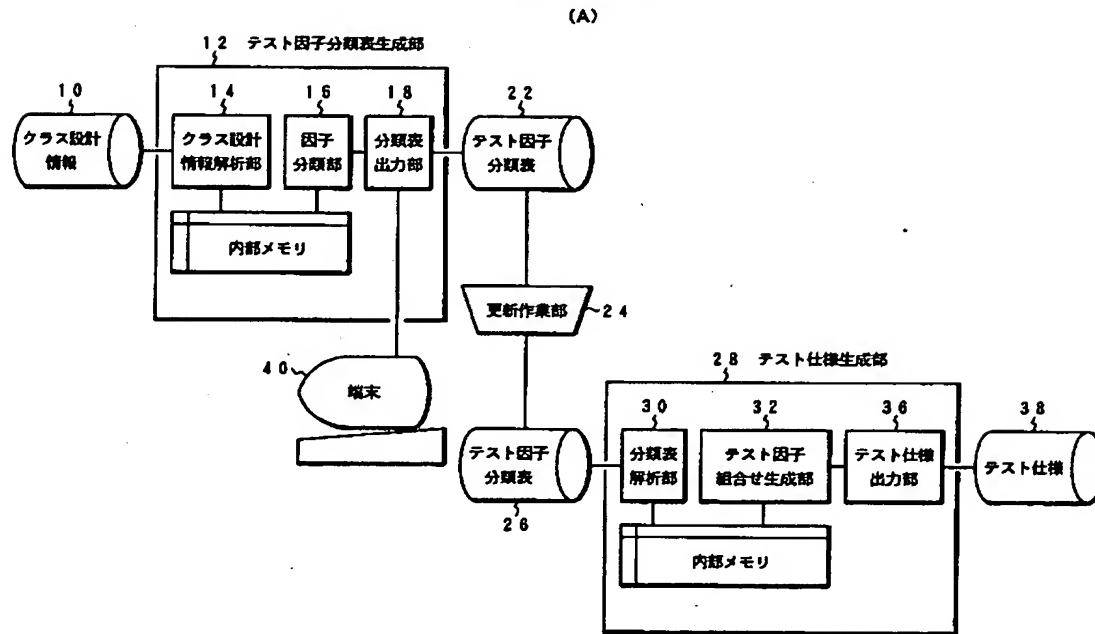 (A)
12 テスト因子分類表生成部
10
14
16
18
22
クラス設計
情報
クラス設計
情報解析部
因子
分類部
分類表
出力部
テスト因子
分類表
内部メモリ
更新作業部
24
28 テスト仕様生成部
40
端末
30
32
36
38
テスト因子
分類表
26
分類表
解析部
テスト因子
組合せ生成部
テスト仕様
出力部
テスト仕様
内部メモリ